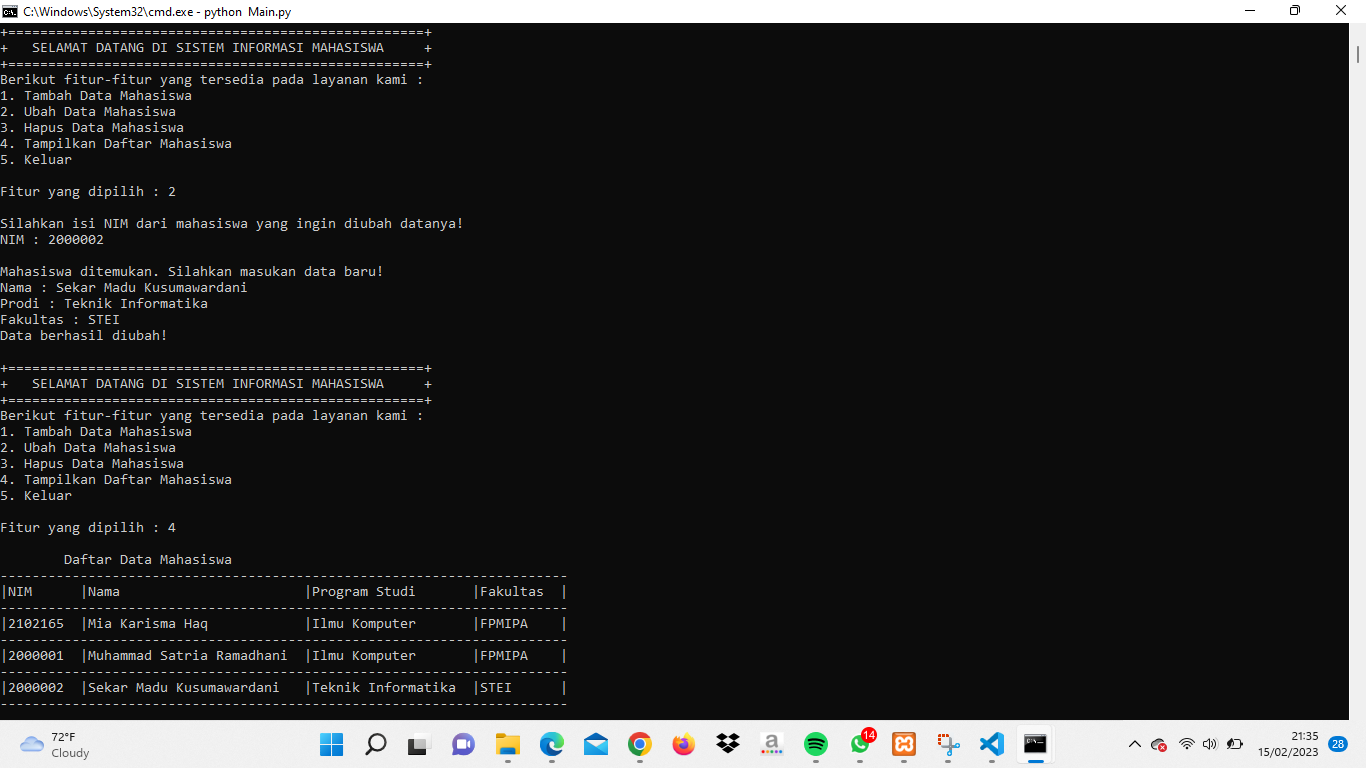 C:\Windows\System32\cmd.exe - python  Main.py
+====================================================+
+   SELAMAT DATANG DI SISTEM INFORMASI MAHASISWA     +
+====================================================+
Berikut fitur-fitur yang tersedia pada layanan kami :
1. Tambah Data Mahasiswa
2. Ubah Data Mahasiswa
3. Hapus Data Mahasiswa
4. Tampilkan Daftar Mahasiswa
5. Keluar
Fitur yang dipilih : 2
Silahkan isi NIM dari mahasiswa yang ingin diubah datanya!
NIM : 2000002
Mahasiswa ditemukan. Silahkan masukan data baru!
Nama : Sekar Madu Kusumawardani
Prodi : Teknik Informatika
Fakultas : STEI
Data berhasil diubah!
+====================================================+
+   SELAMAT DATANG DI SISTEM INFORMASI MAHASISWA     +
+====================================================+
Berikut fitur-fitur yang tersedia pada layanan kami :
1. Tambah Data Mahasiswa
2. Ubah Data Mahasiswa
3. Hapus Data Mahasiswa
4. Tampilkan Daftar Mahasiswa
5. Keluar
Fitur yang dipilih : 4
        Daftar Data Mahasiswa
-----------------------------------------------------------------------
|NIM      |Nama                       |Program Studi       |Fakultas  |
-----------------------------------------------------------------------
|2102165  |Mia Karisma Haq            |Ilmu Komputer       |FPMIPA    |
-----------------------------------------------------------------------
|2000001  |Muhammad Satria Ramadhani  |Ilmu Komputer       |FPMIPA    |
-----------------------------------------------------------------------
|2000002  |Sekar Madu Kusumawardani   |Teknik Informatika  |STEI      |
-----------------------------------------------------------------------
72°F
Cloudy
a
14
21:35
15/02/2023
28